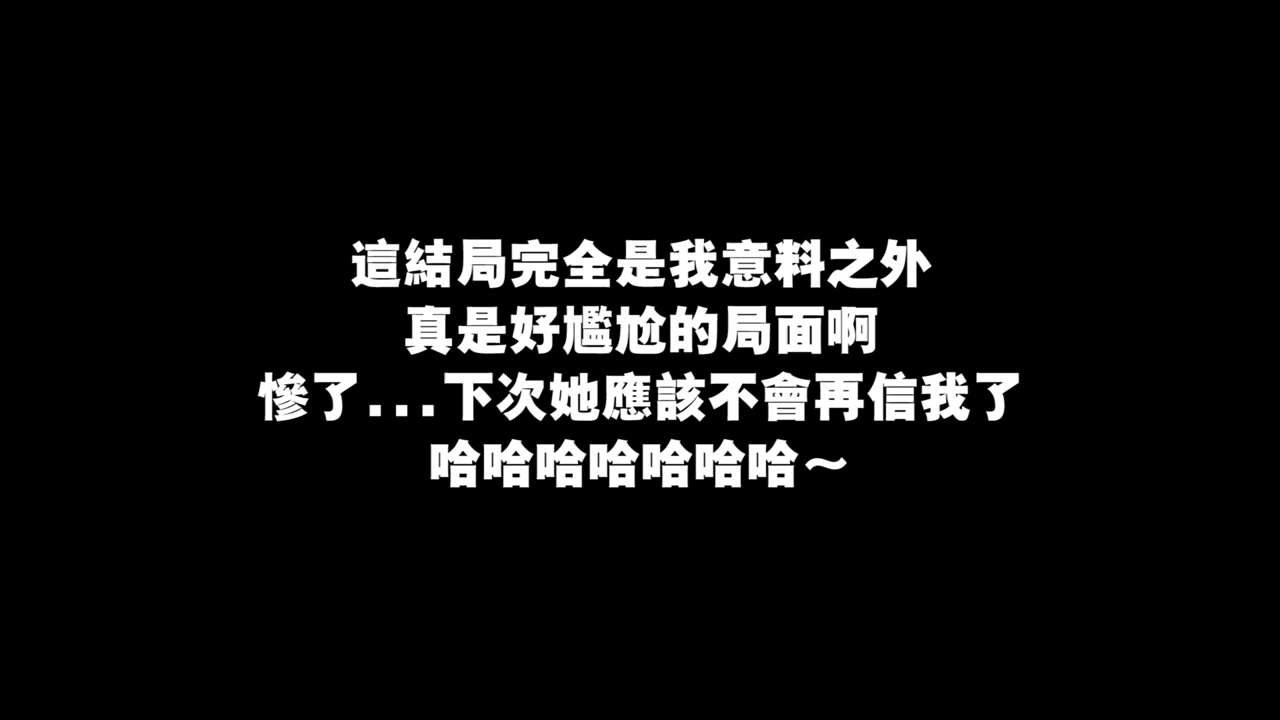 這結局完全是我意料之外
真是好尷尬的局面啊
慘了...下次她應該不會再信我了
哈哈哈哈哈哈哈～